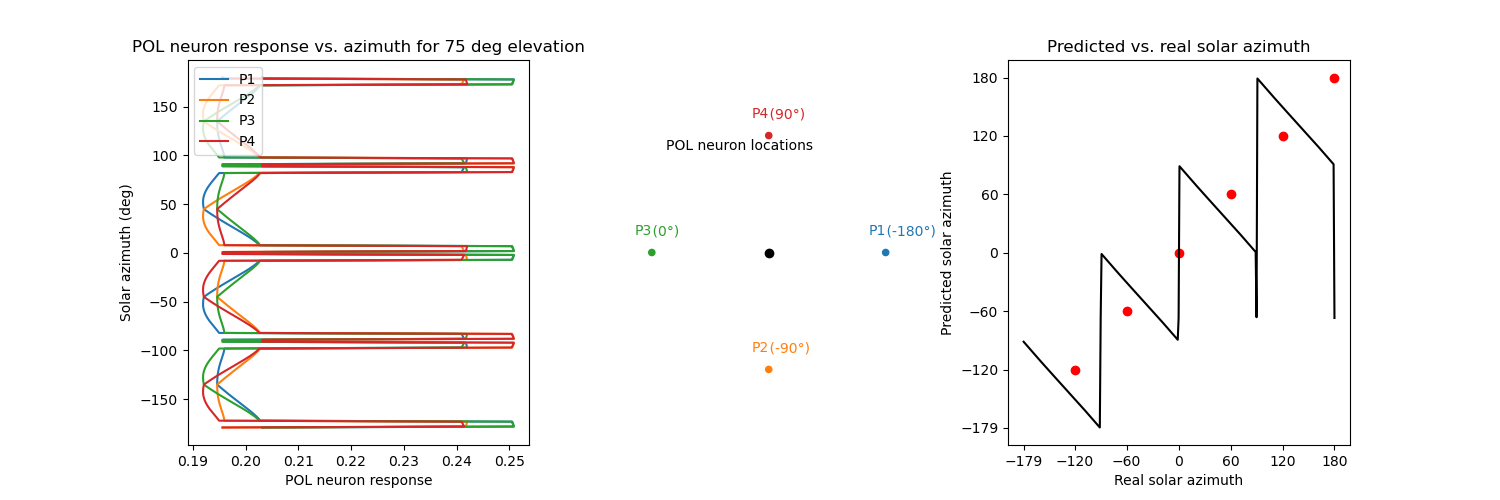 POL neuron response vs. azimuth for 75 deg elevation
P1
P2
P3
P4
150
100
50
0
−50
−100
−150
Solar azimuth (deg)
0.19 0.20 0.21 0.22 0.23 0.24 0.25
POL neuron response
P4 (90°)
POL neuron locations
P3 (0°)
P1 (-180°)
P2 (-90°)
Predicted vs. real solar azimuth
180
120
60
0
−60
−120
−179
Predicted solar azimuth
−179 −120 −60 0 60 120 180
Real solar azimuth